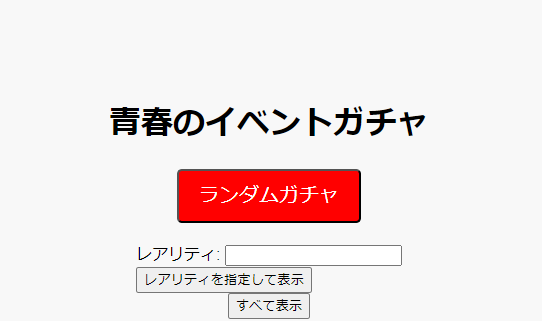 青春のイベントガチャ
ランダムガチャ
レアリティ:
レアリティを指定して表示
すべて表示